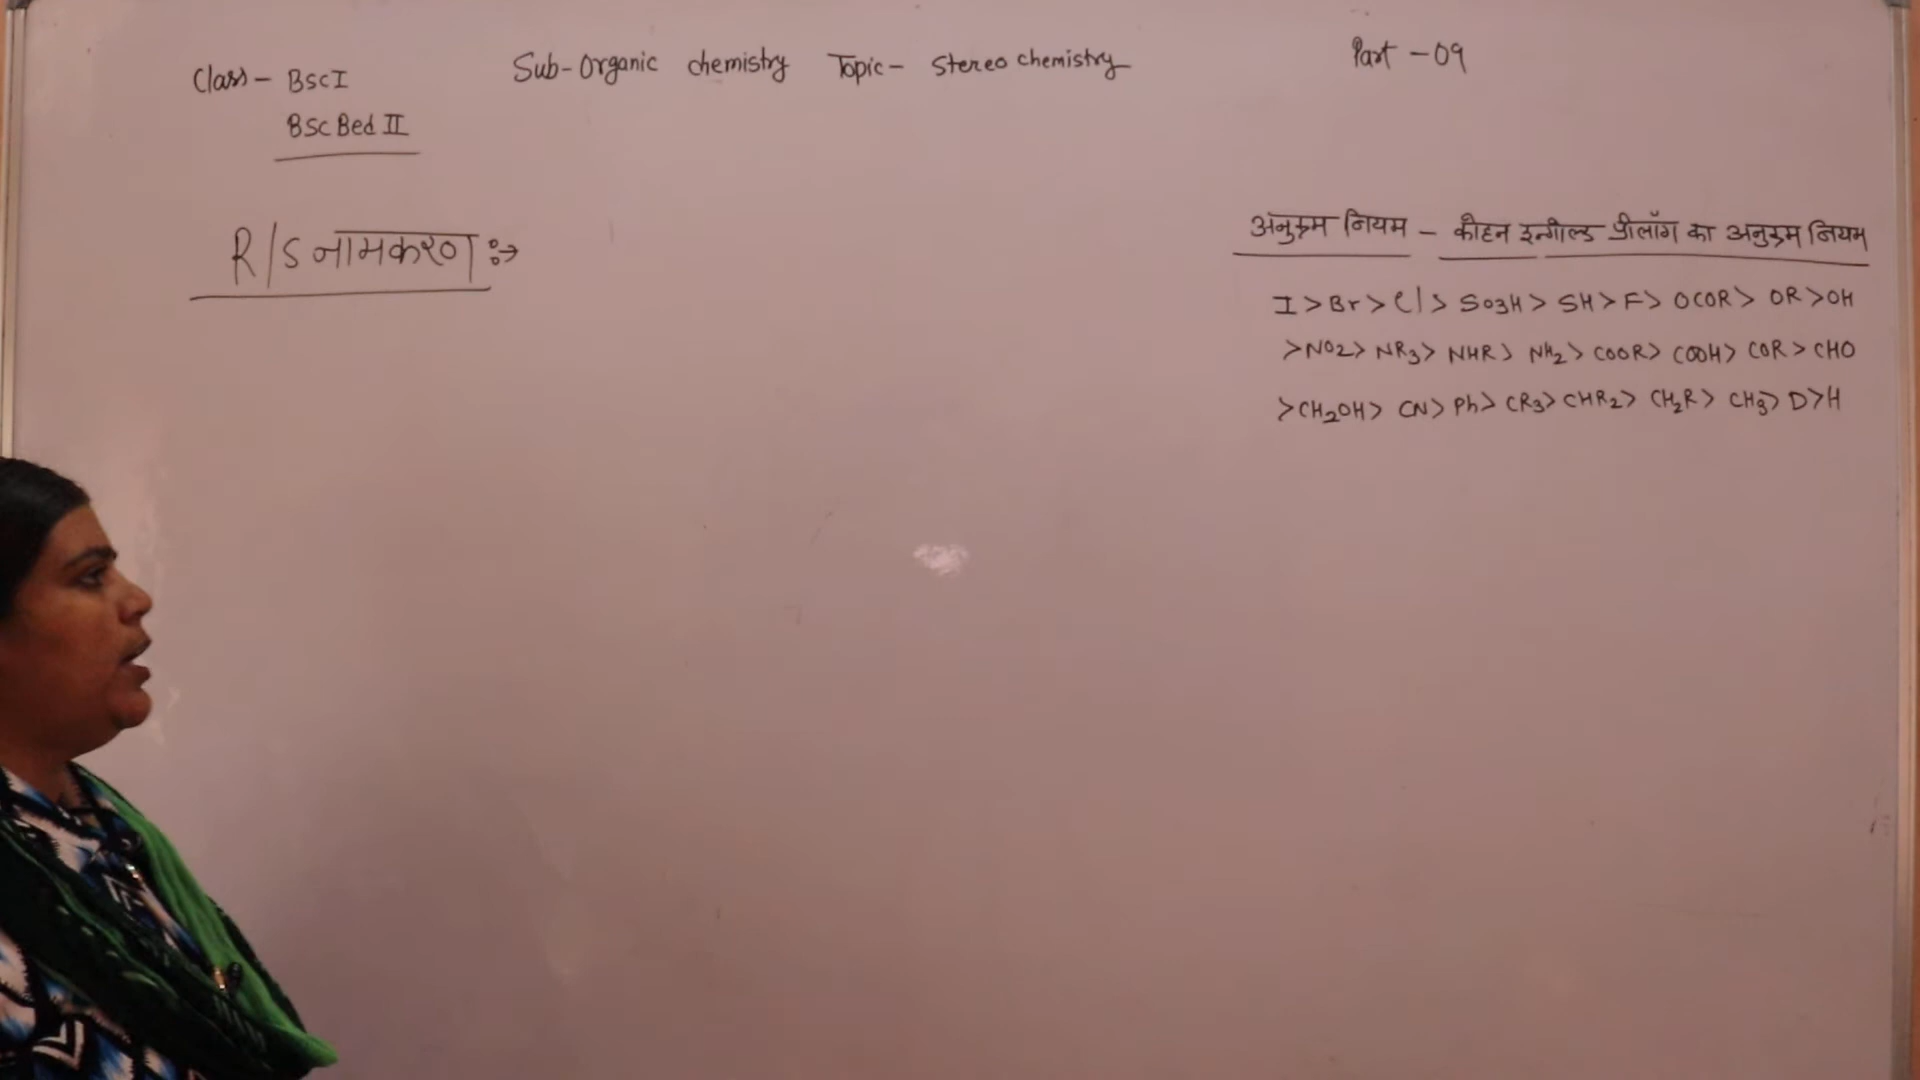 Class - BSc I
Sub- Organic chemistry Topic - Stereo chemistry
Part - 09
BSc Bed II
R/S नामकरण :→
अनुक्रम नियम - कॉहन इन्गोल्ड प्रीलॉग का अनुक्रम नियम
I > Br > Cl > SO3H > SH > F > OCOR > OR > OH
> NO2 > NR3 > NHR > NH2 > COOR > COOH > COR > CHO
> CH2OH > CN > Ph > CR3 > CHR2 > CH2R > CH3 > D > H